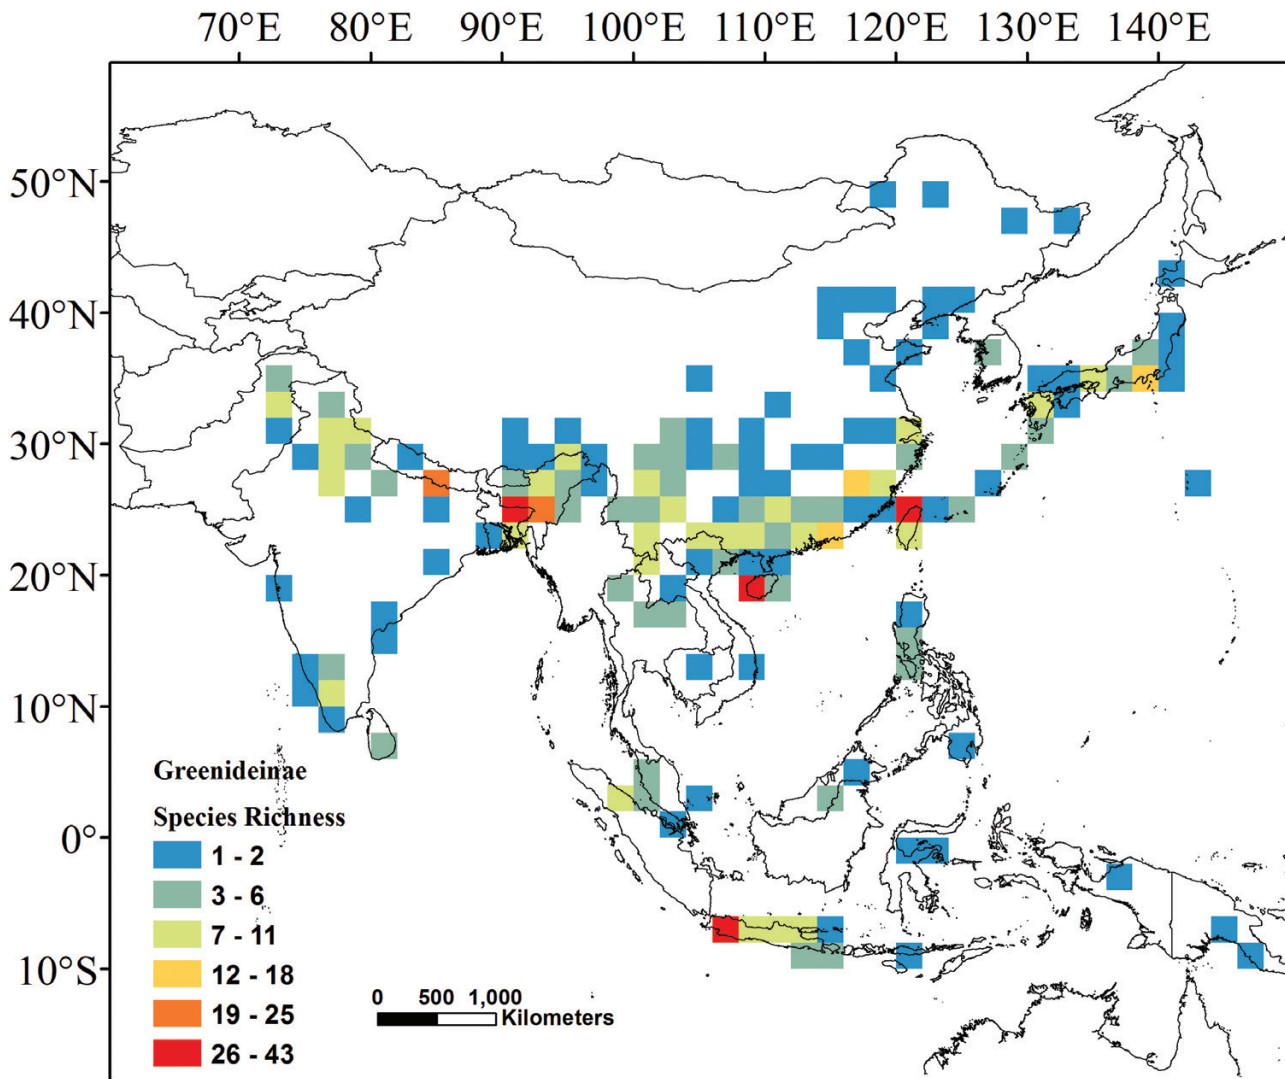 70°E 80°E 90°E 100°E 110°E 120°E 130°E 140°E
50°N
40°N
30°N
20°N
10°N
0°
10°S
Greenideinae
Species Richness
1 - 2
3 - 6
7 - 11
12 - 18
19 - 25
26 - 43
0 500 1,000
Kilometers